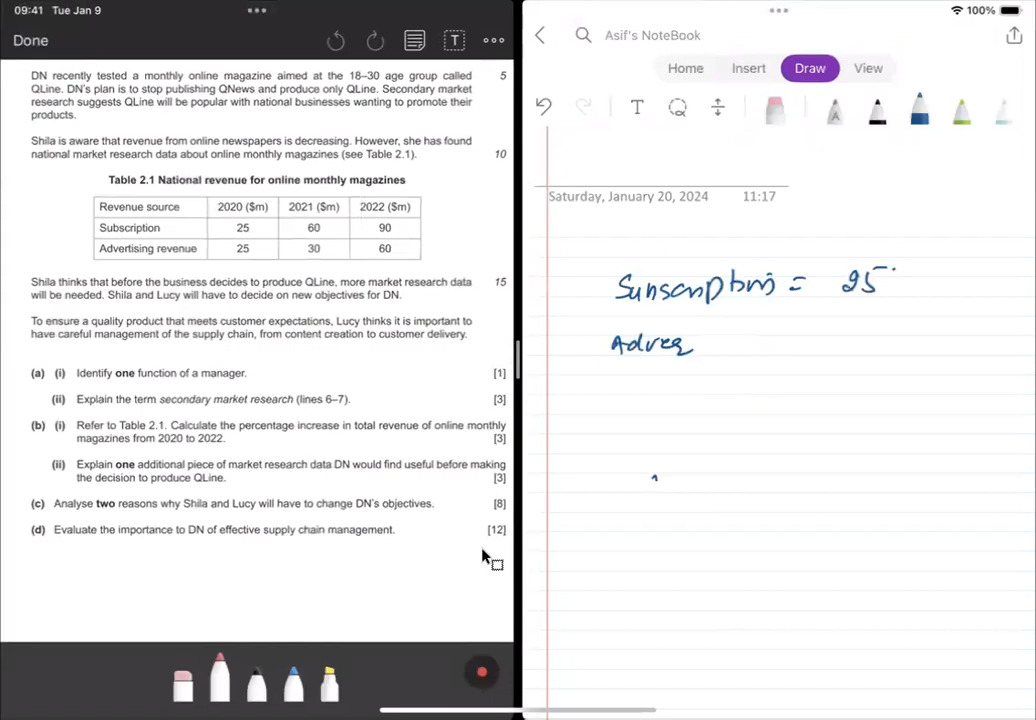 09:41 Tue Jan 9
100%
Done
T
Asif's NoteBook
Home Insert Draw View
T
A
DN recently tested a monthly online magazine aimed at the 18–30 age group called 5
QLine. DN's plan is to stop publishing QNews and produce only QLine. Secondary market
research suggests QLine will be popular with national businesses wanting to promote their
products.
Shila is aware that revenue from online newspapers is decreasing. However, she has found
national market research data about online monthly magazines (see Table 2.1). 10
Table 2.1 National revenue for online monthly magazines
Revenue source 2020 ($m) 2021 ($m) 2022 ($m)
Subscription 25 60 90
Advertising revenue 25 30 60
Shila thinks that before the business decides to produce QLine, more market research data 15
will be needed. Shila and Lucy will have to decide on new objectives for DN.
To ensure a quality product that meets customer expectations, Lucy thinks it is important to
have careful management of the supply chain, from content creation to customer delivery.
(a) (i) Identify one function of a manager. [1]
(ii) Explain the term secondary market research (lines 6–7). [3]
(b) (i) Refer to Table 2.1. Calculate the percentage increase in total revenue of online monthly
magazines from 2020 to 2022. [3]
(ii) Explain one additional piece of market research data DN would find useful before making
the decision to produce QLine. [3]
(c) Analyse two reasons why Shila and Lucy will have to change DN's objectives. [8]
(d) Evaluate the importance to DN of effective supply chain management. [12]
Saturday, January 20, 2024 11:17
= 25